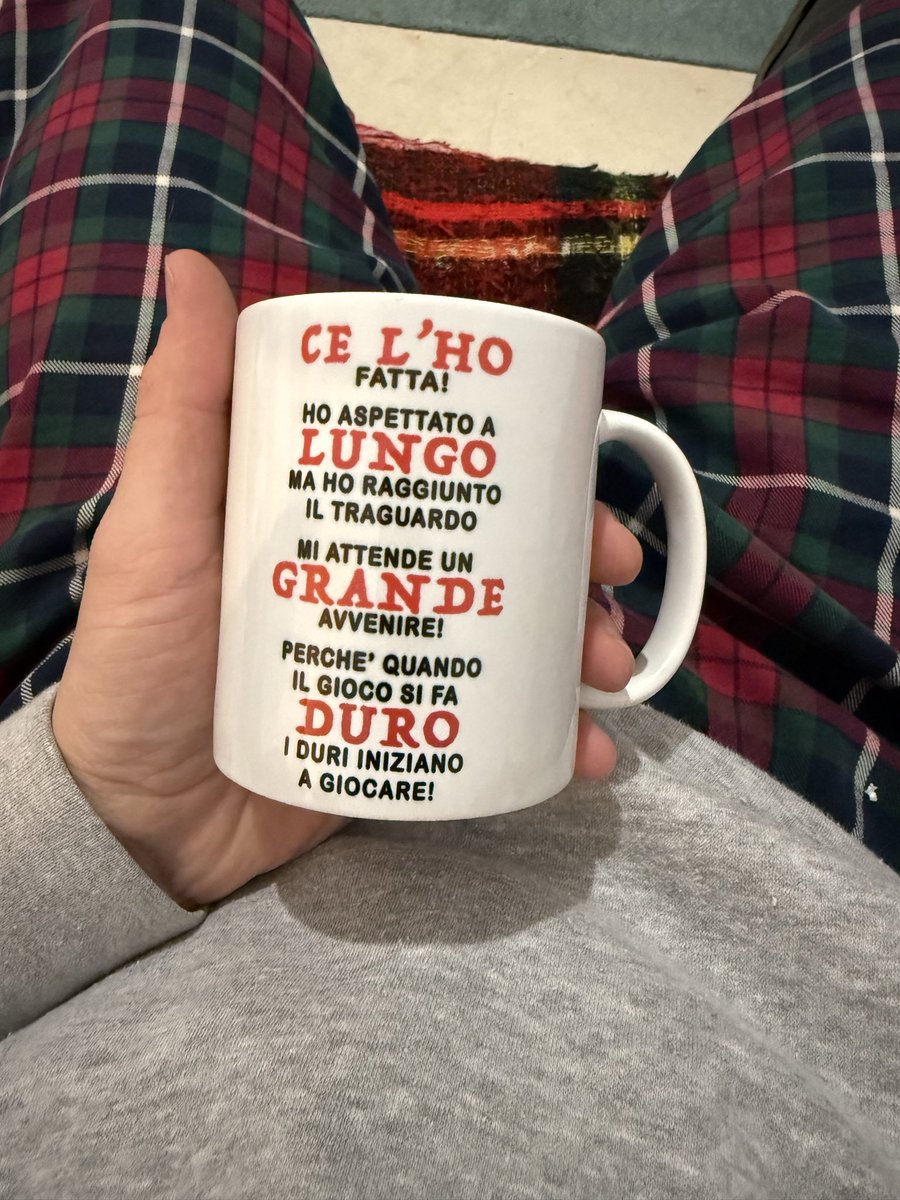 CE L'HO
FATTA!
HO ASPETTATO A
LUNGO
MA HO RAGGIUNTO
IL TRAGUARDO
MI ATTENDE UN
GRANDE
AVVENIRE!
PERCHE' QUANDO
IL GIOCO SI FA
DURO
I DURI INIZIANO
A GIOCARE!